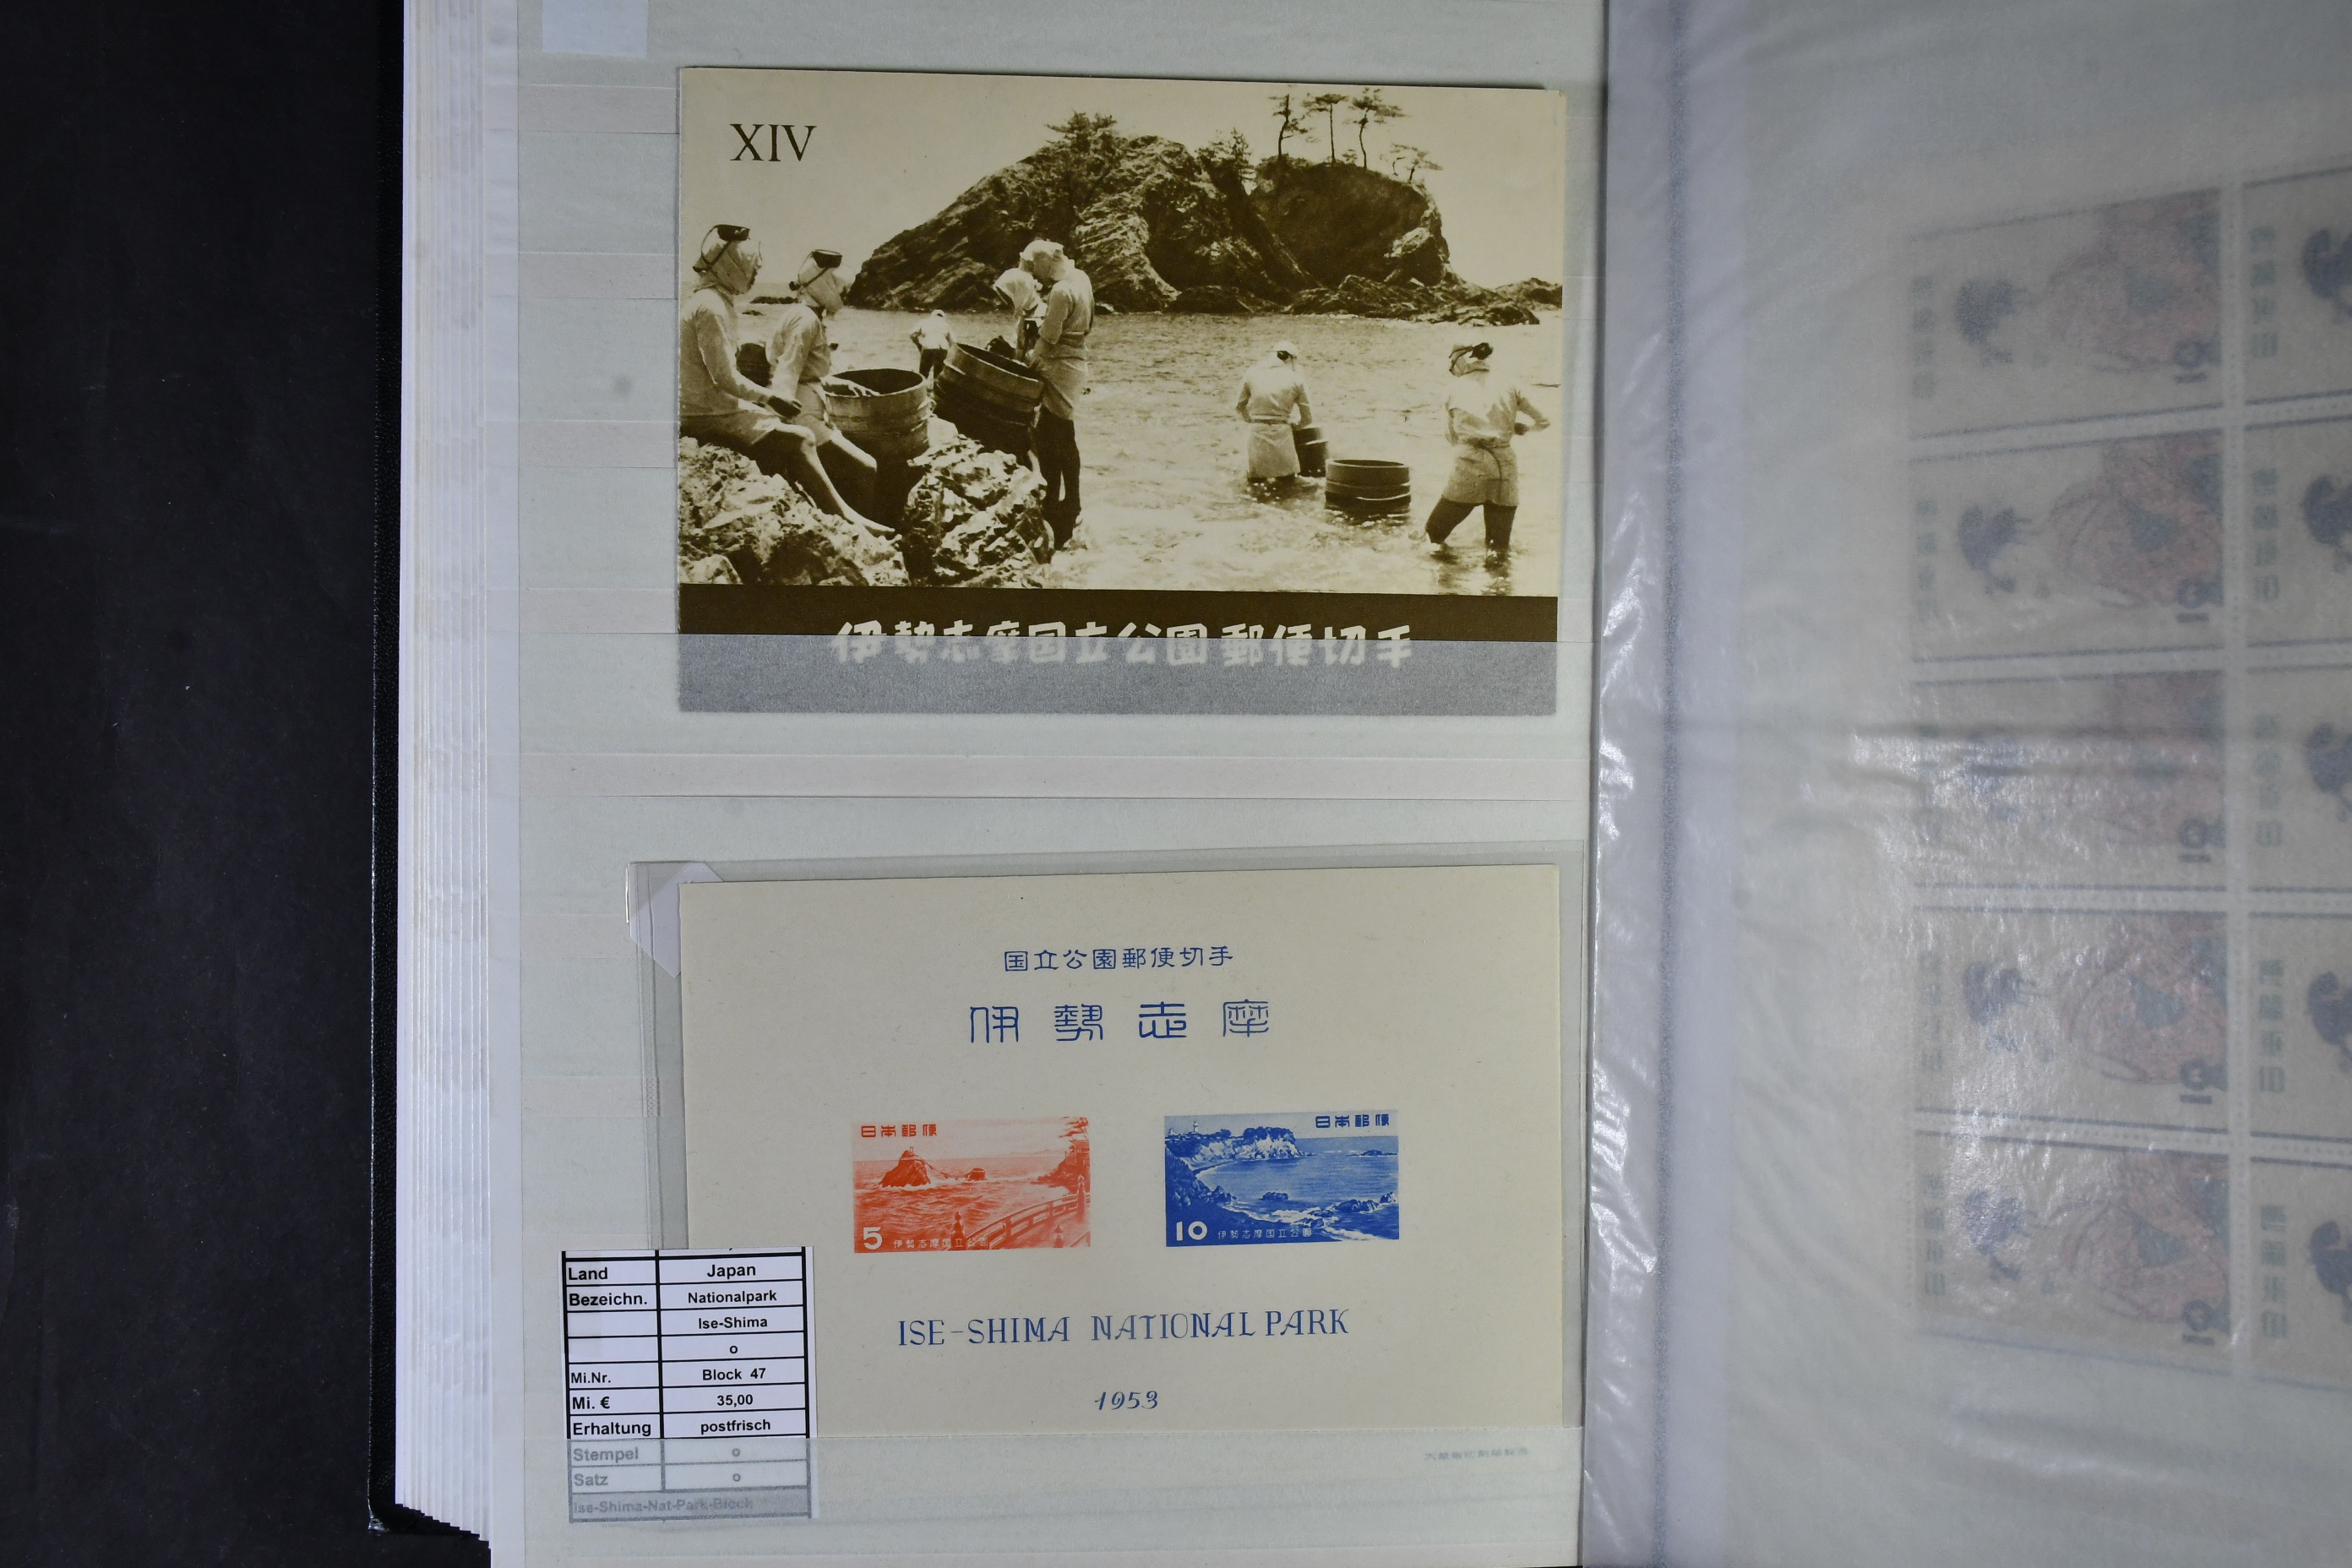 XIV
伊勢志摩国立公園郵便切手
国立公園郵便切手
伊勢志摩
日本郵便
5 伊勢志摩国立公園
日本郵便
10 伊勢志摩国立公園
ISE-SHIMA NATIONAL PARK
1953
Land Japan
Bezeichn. Nationalpark
Ise-Shima
o
Mi.Nr. Block 47
Mi. € 35,00
Erhaltung postfrisch
Stempel o
Satz o
Ise-Shima-Nat-Park-Block